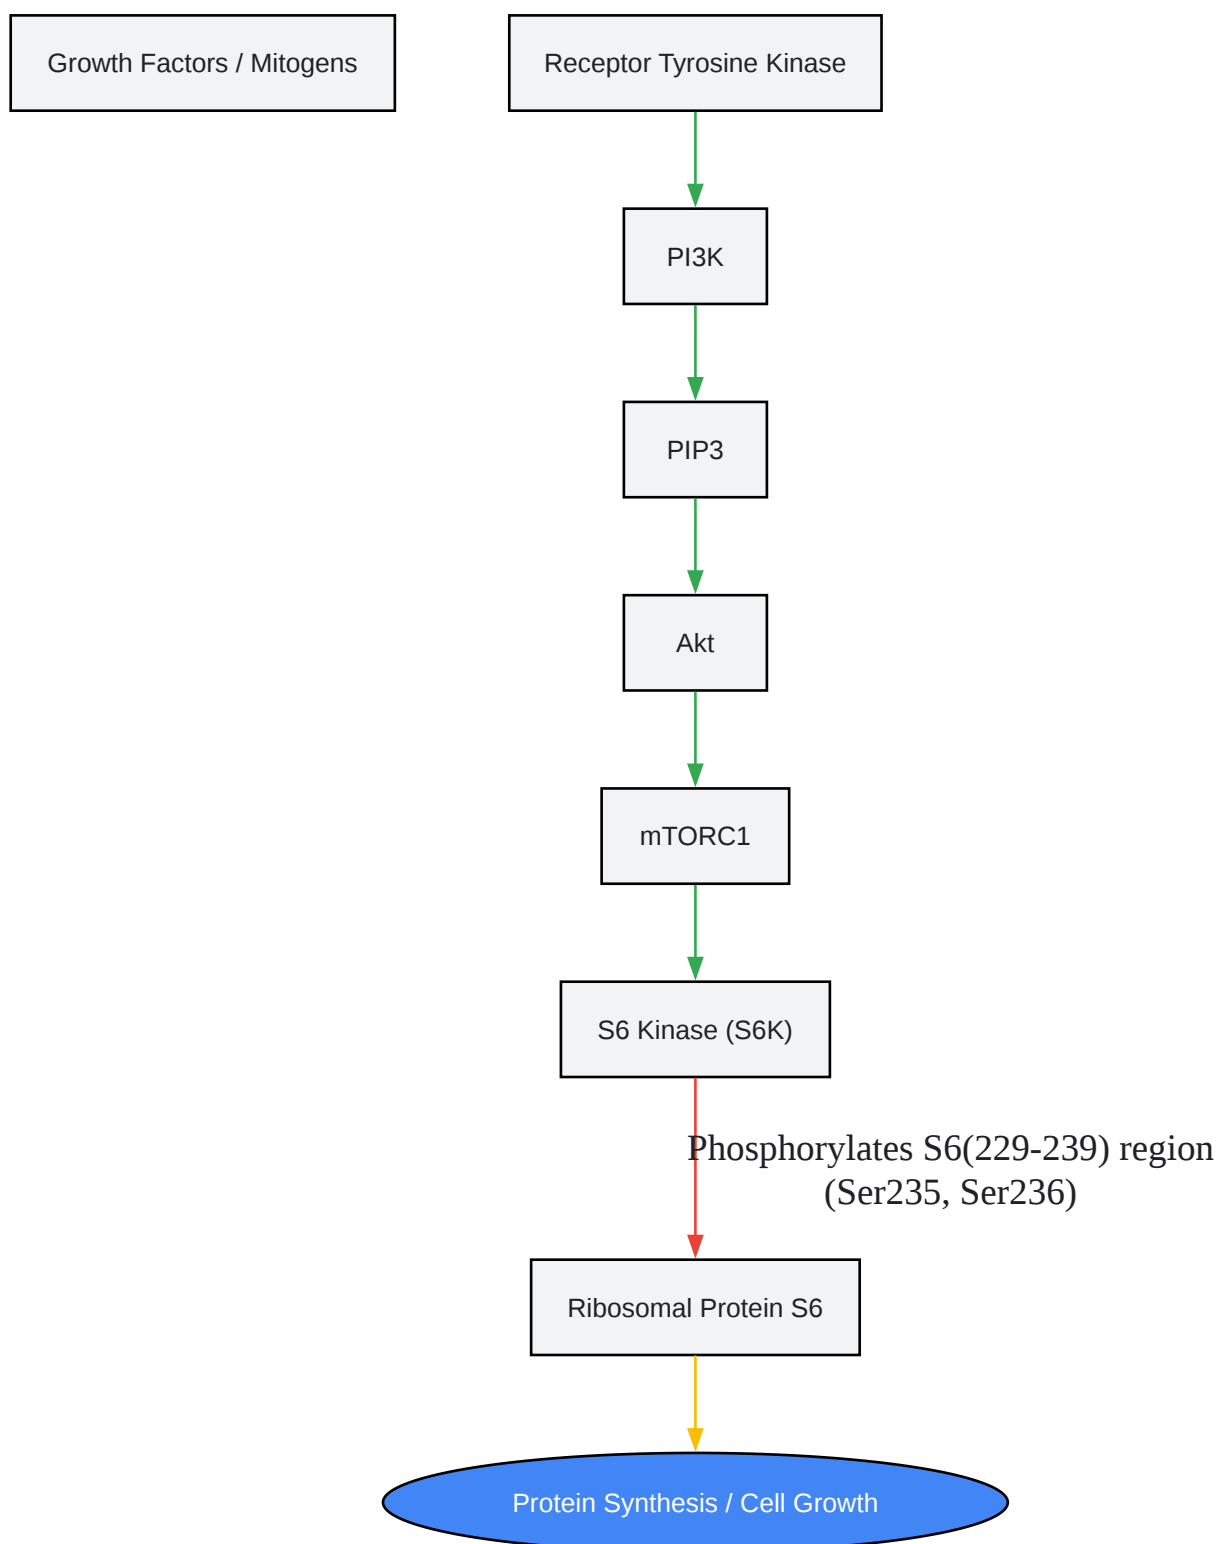 Growth Factors / Mitogens
Receptor Tyrosine Kinase
PI3K
PIP3
Akt
mTORC1
S6 Kinase (S6K)
Phosphorylates S6(229-239) region
(Ser235, Ser236)
Ribosomal Protein S6
Protein Synthesis / Cell Growth